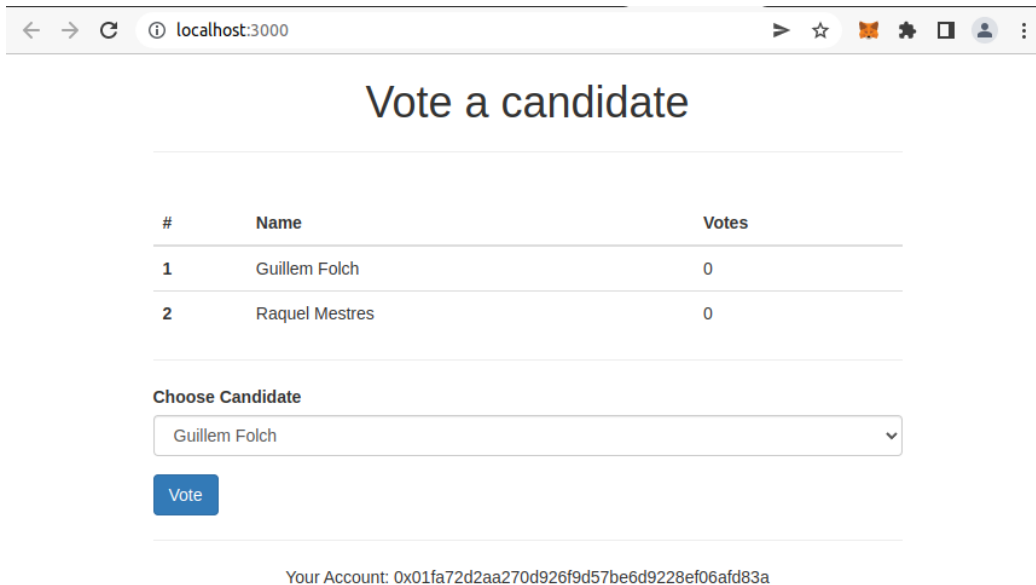 localhost:3000
Vote a candidate
# Name Votes
1 Guillem Folch 0
2 Raquel Mestres 0
Choose Candidate
Guillem Folch
Vote
Your Account: 0x01fa72d2aa270d926f9d57be6d9228ef06afd83a